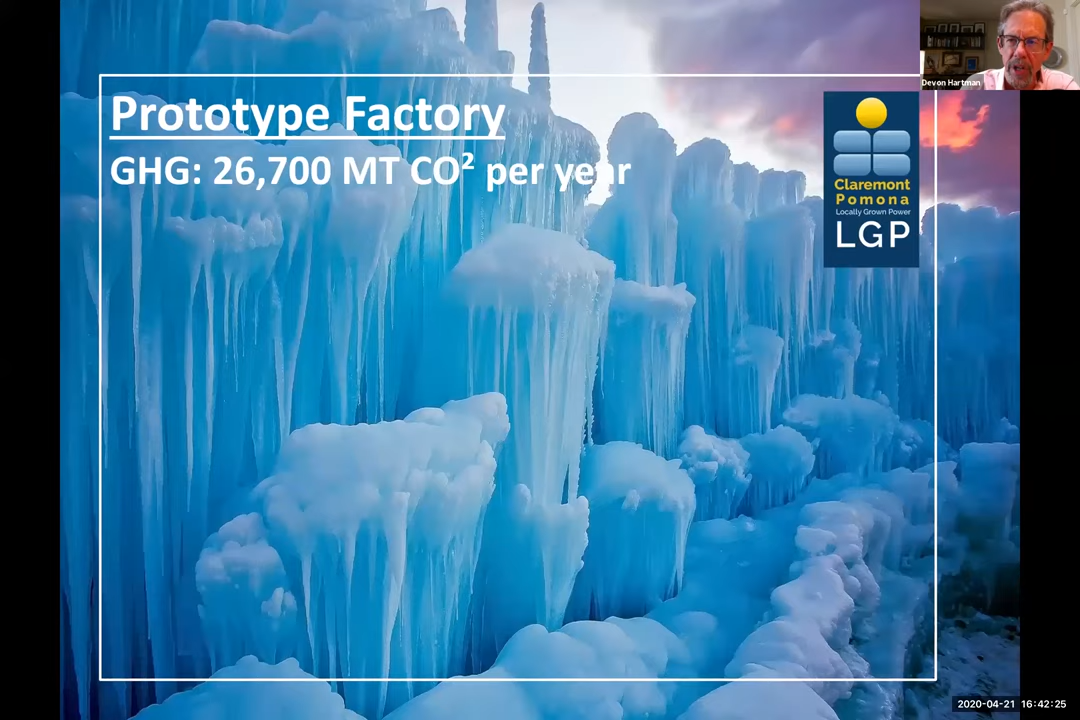 Prototype Factory
GHG: 26,700 MT CO² per year
Claremont
Pomona
Locally Grown Power
LGP
Devon Hartman
2020-04-21 16:42:25